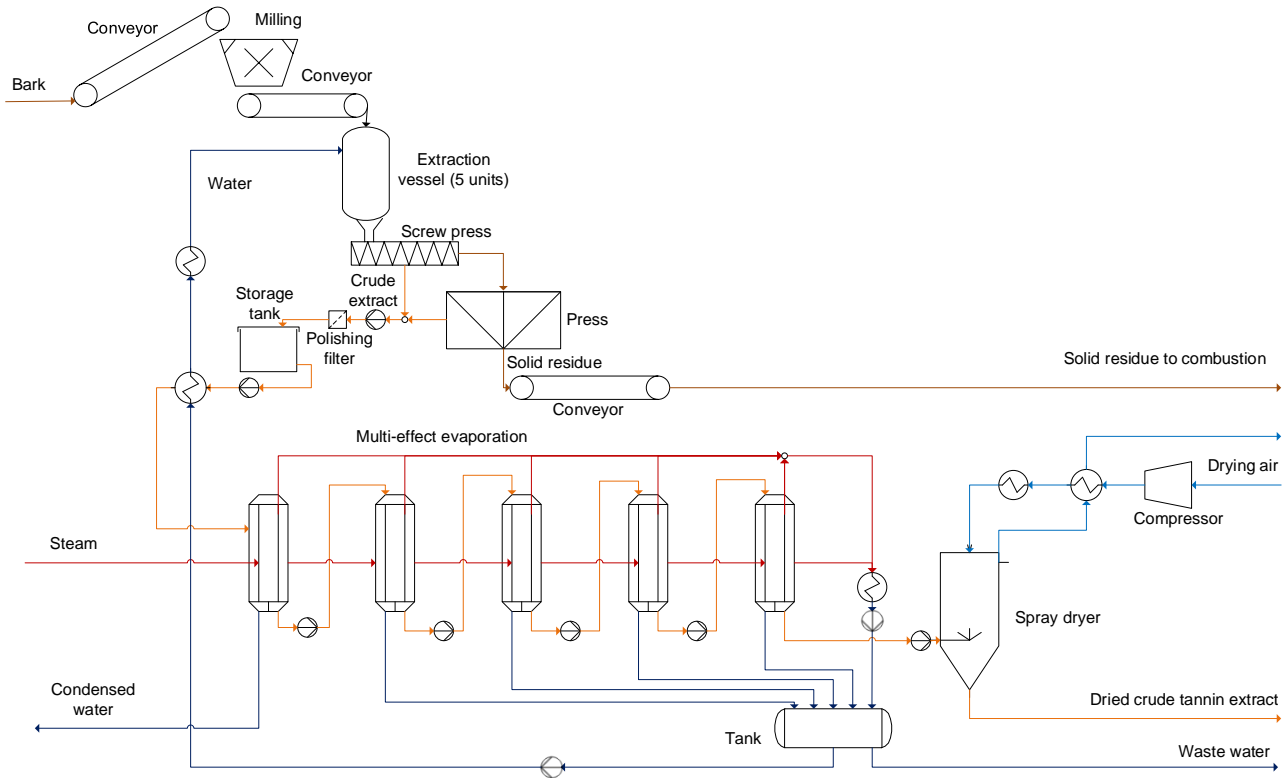 Milling
Conveyor
Conveyor
Bark
Extraction
vessel (5 units)
Water
Screw press
Crude
extract
Storage
tank
Polishing
filter
Press
Solid residue
Solid residue to combustion
Conveyor
Multi-effect evaporation
Drying air
Compressor
Steam
Spray dryer
Condensed
water
Dried crude tannin extract
Tank
Waste water